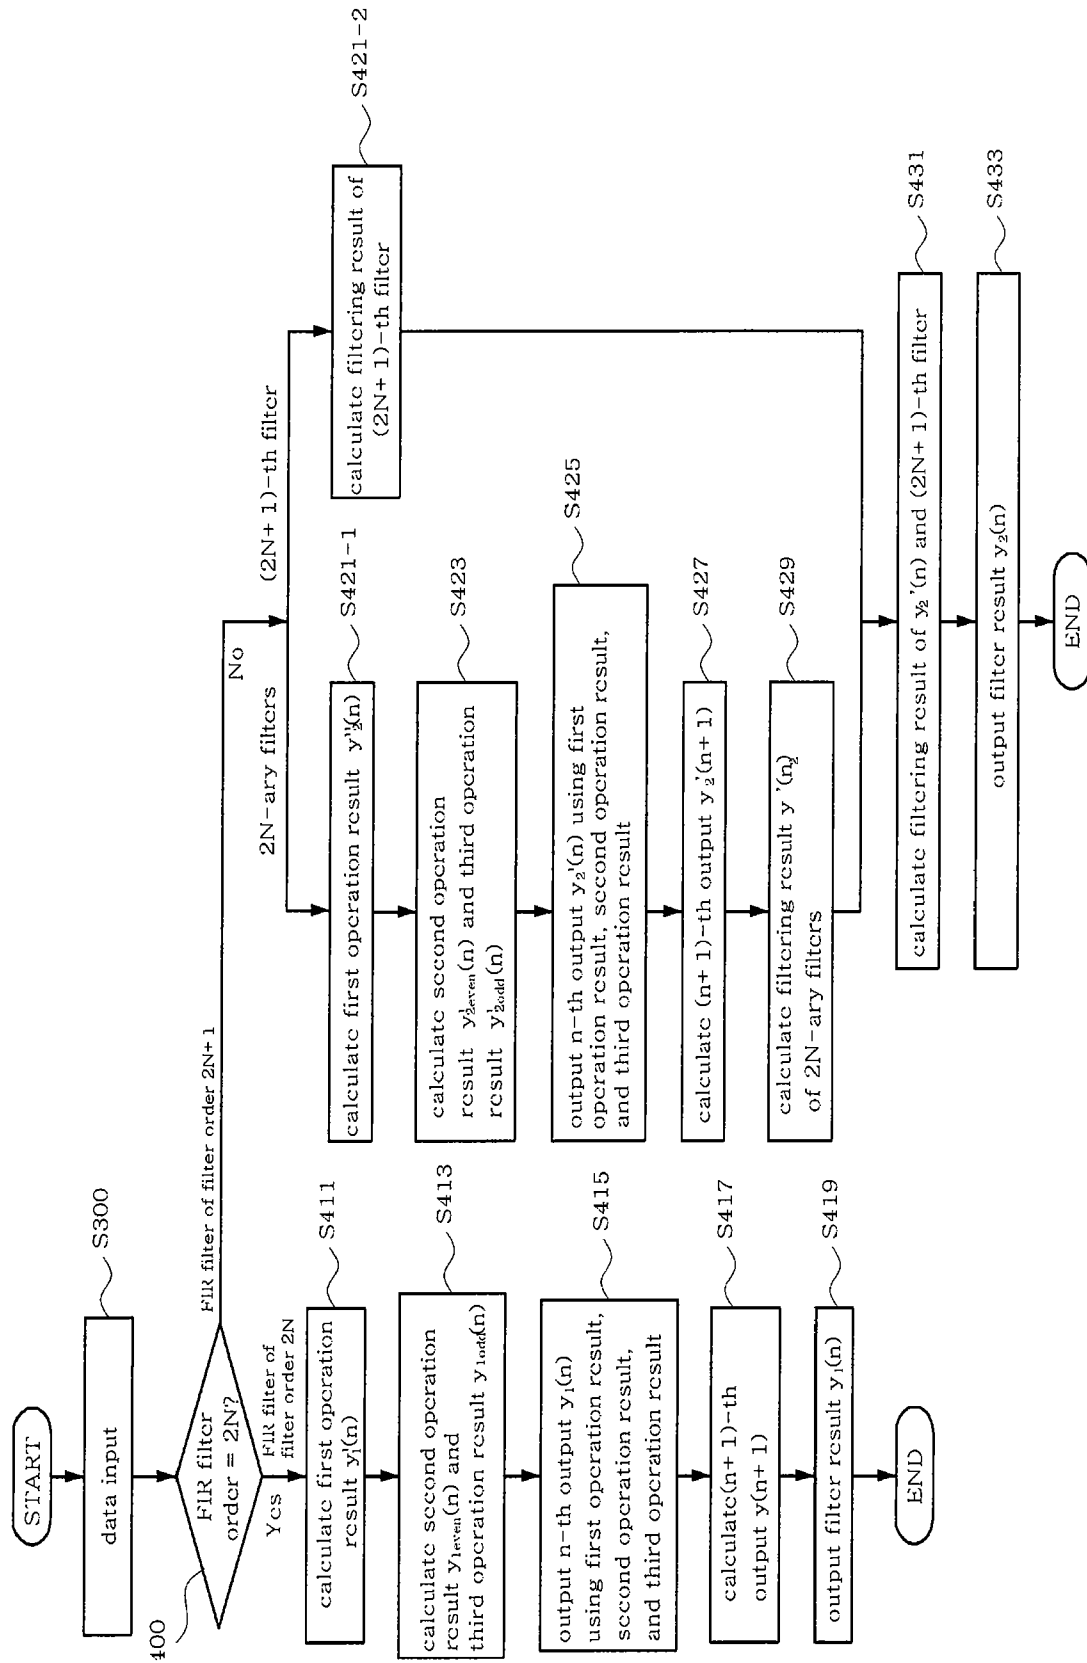 START
data input
S300
400
FIR filter
order = 2N?
Yes
FIR filter of
filter order 2N
FIR filter of filter order 2N+1
No
calculate first operation
result y'₁(n)
S411
calculate second operation
result y₁even(n) and
third operation result y₁odd(n)
S413
output n-th output y₁(n)
using first operation result,
second operation result,
and third operation result
S415
calculate(n+1)-th
output y(n+1)
S417
output filter result y₁(n)
S419
END
2N-ary filters
(2N+1)-th filter
calculate first operation result y''₂(n)
S421-1
calculate second operation
result y'₂even(n) and third operation
result y'₂odd(n)
S423
output n-th output y₂'(n) using first
operation result, second operation result,
and third operation result
S425
calculate (n+1)-th output y₂'(n+1)
S427
calculate filtering result y'(n)₂
of 2N-ary filters
S429
calculate filtering result of
(2N+1)-th filter
S421-2
calculate filtering result of y₂'(n) and (2N+1)-th filter
S431
output filter result y₂(n)
S433
END